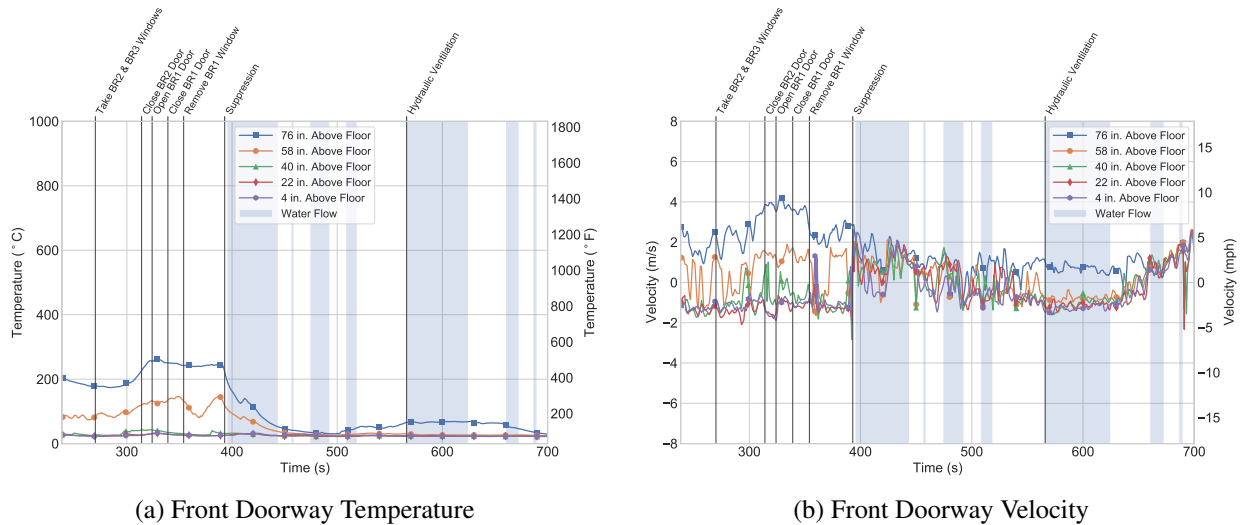 Take BR2 & BR3 Windows
Close BR2 Door
Open BR1 Door
Close BR1 Door
Remove BR1 Window
Suppression
Hydraulic Ventilation
1000
800
600
400
200
0
Temperature (°C)
1800
1600
1400
1200
1000
800
600
400
200
Temperature (°F)
76 in. Above Floor
58 in. Above Floor
40 in. Above Floor
22 in. Above Floor
4 in. Above Floor
Water Flow
300 400 500 600 700
Time (s)
(a) Front Doorway Temperature
Take BR2 & BR3 Windows
Close BR2 Door
Open BR1 Door
Close BR1 Door
Remove BR1 Window
Suppression
Hydraulic Ventilation
8
6
4
2
0
−2
−4
−6
−8
Velocity (m/s)
15
10
5
0
−5
−10
−15
Velocity (mph)
76 in. Above Floor
58 in. Above Floor
40 in. Above Floor
22 in. Above Floor
4 in. Above Floor
Water Flow
300 400 500 600 700
Time (s)
(b) Front Doorway Velocity